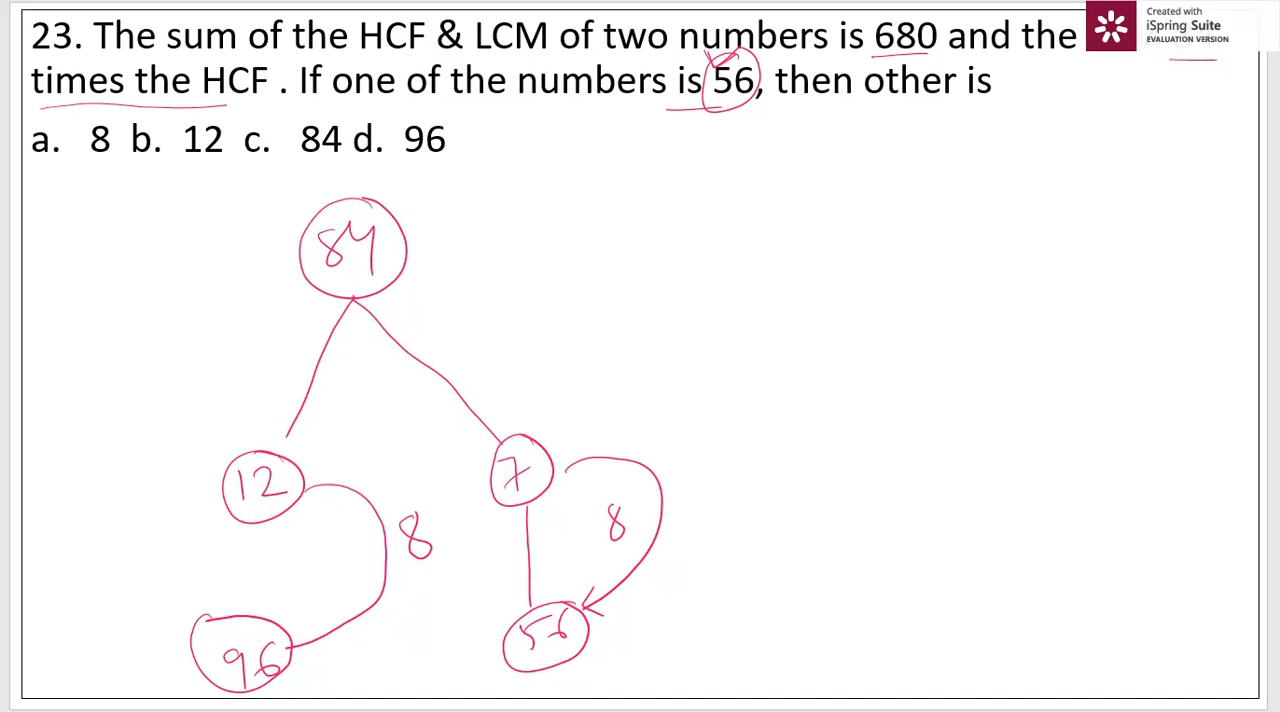 23. The sum of the HCF & LCM of two numbers is 680 and the
times the HCF . If one of the numbers is 56, then other is
a. 8 b. 12 c. 84 d. 96
Created with
iSpring Suite
EVALUATION VERSION
84
12
7
8
8
96
56